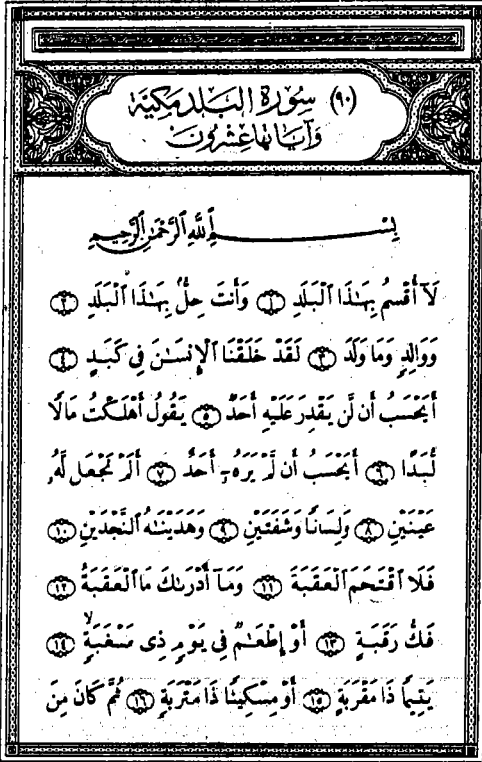 (٩٠) سُورَةُ البَلَدِ مَكِيَّة
وَآيَاتُهَا عِشْرُونَ
بِسْمِ ٱللَّهِ ٱلرَّحْمَٰنِ ٱلرَّحِيمِ
لَآ أُقْسِمُ بِهَٰذَا ٱلْبَلَدِ ۝١ وَأَنتَ حِلٌّۢ بِهَٰذَا ٱلْبَلَدِ ۝٢
وَوَالِدٍ وَمَا وَلَدَ ۝٣ لَقَدْ خَلَقْنَا ٱلْإِنسَٰنَ فِى كَبَدٍ ۝٤
أَيَحْسَبُ أَن لَّن يَقْدِرَ عَلَيْهِ أَحَدٌ ۝٥ يَقُولُ أَهْلَكْتُ مَالًا
لُّبَدًا ۝٦ أَيَحْسَبُ أَن لَّمْ يَرَهُۥٓ أَحَدٌ ۝٧ أَلَمْ نَجْعَل لَّهُۥ
عَيْنَيْنِ ۝٨ وَلِسَانًا وَشَفَتَيْنِ ۝٩ وَهَدَيْنَٰهُ ٱلنَّجْدَيْنِ ۝١٠
فَلَا ٱقْتَحَمَ ٱلْعَقَبَةَ ۝١١ وَمَآ أَدْرَىٰكَ مَا ٱلْعَقَبَةُ ۝١٢
فَكُّ رَقَبَةٍ ۝١٣ أَوْ إِطْعَٰمٌ فِى يَوْمٍ ذِى مَسْغَبَةٍ ۝١٤
يَتِيمًا ذَا مَقْرَبَةٍ ۝١٥ أَوْ مِسْكِينًا ذَا مَتْرَبَةٍ ۝١٦ ثُمَّ كَانَ مِنَ